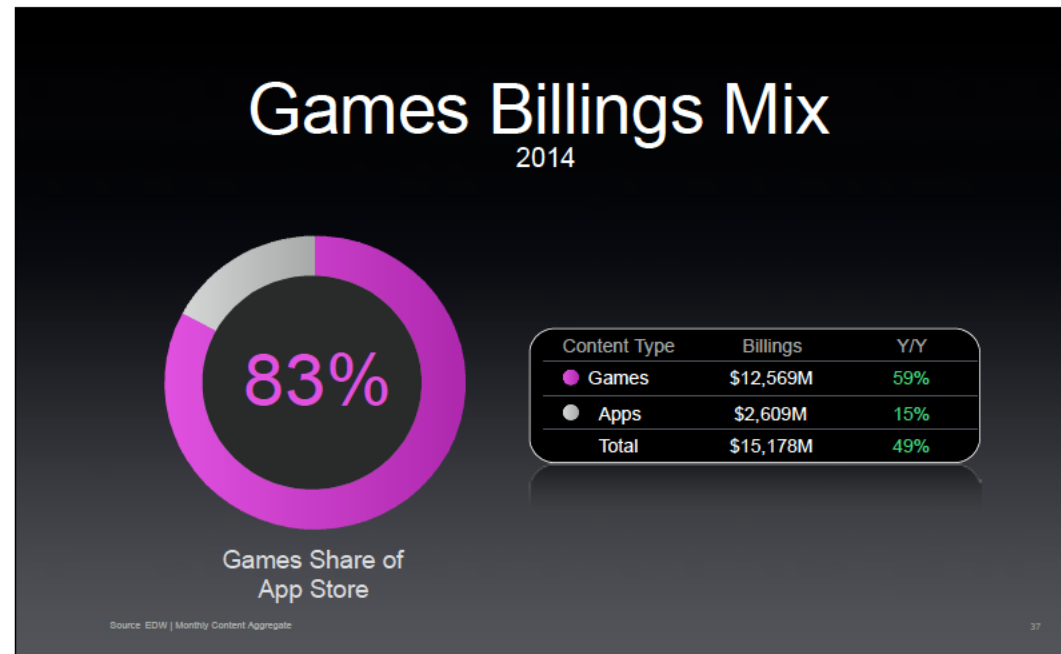 Games Billings Mix
2014
83%
Games Share of
App Store
Content Type Billings Y/Y
Games $12,569M 59%
Apps $2,609M 15%
Total $15,178M 49%
Source EDW | Monthly Content Aggregate
37